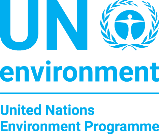 UN
environment
United Nations
Environment Programme